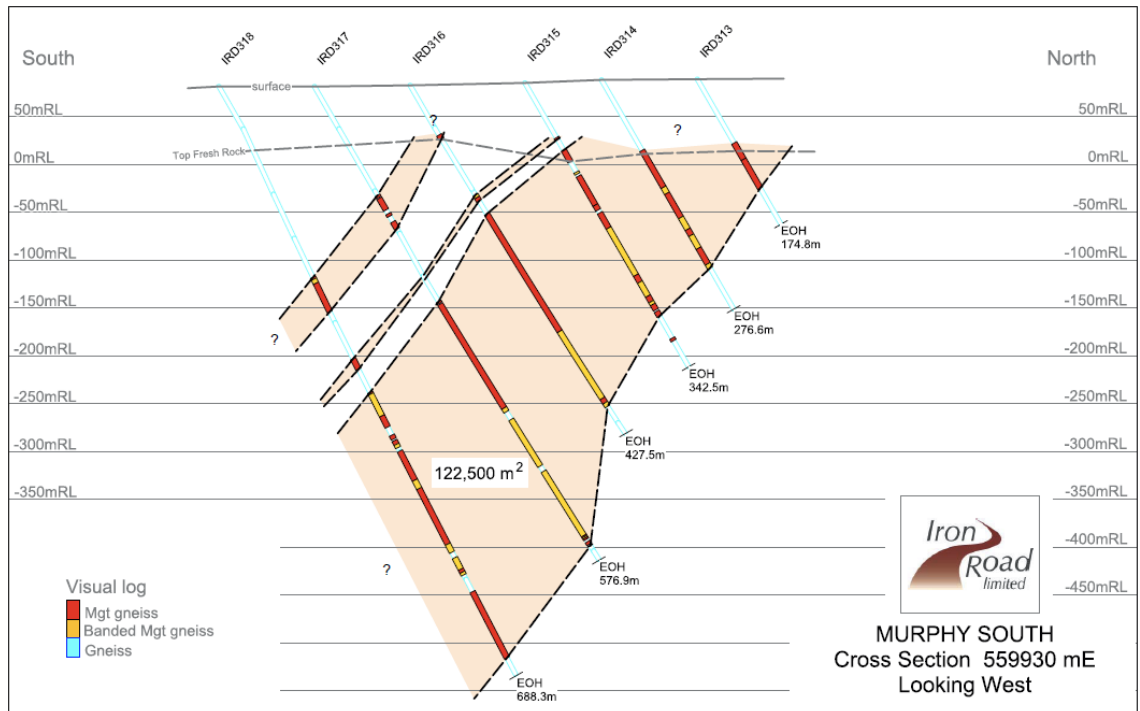 IRD318
IRD317
IRD316
IRD315
IRD314
IRD313
South
North
surface
50mRL
50mRL
?
?
Top Fresh Rock
0mRL
0mRL
-50mRL
-50mRL
EOH
174.8m
-100mRL
-100mRL
-150mRL
-150mRL
EOH
276.6m
?
-200mRL
-200mRL
EOH
342.5m
-250mRL
-250mRL
EOH
427.5m
-300mRL
-300mRL
122,500 m²
-350mRL
-350mRL
-400mRL
-450mRL
?
EOH
576.9m
EOH
688.3m
Visual log
Mgt gneiss
Banded Mgt gneiss
Gneiss
Iron
Road
limited
MURPHY SOUTH
Cross Section 559930 mE
Looking West